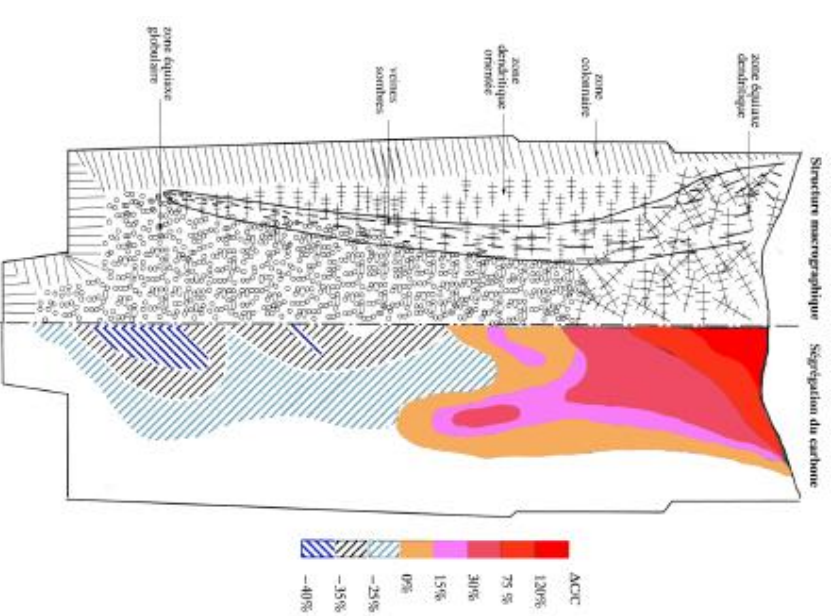 Structure macrographique
Ségrégation du carbone
zone équiaxe
dendritique
zone
colonnaire
zone
dendritique
orientée
veines
sombres
zone équiaxe
globulaire
ΔC/C
120%
75 %
30%
15%
0%
−25%
−35%
−40%